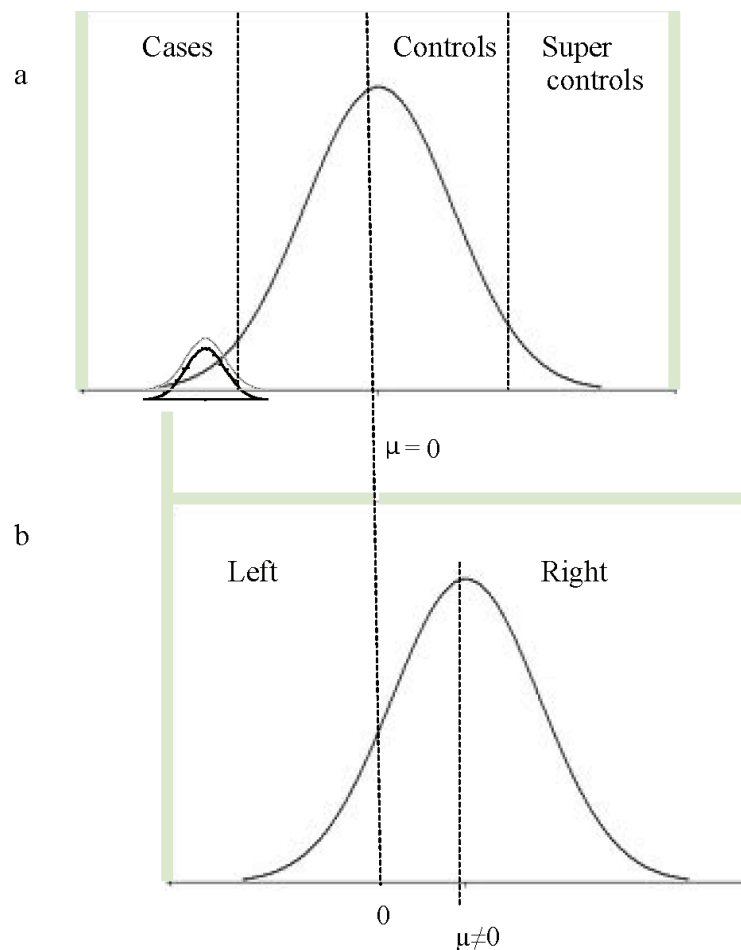 a
Cases
Controls
Super
controls
μ = 0
b
Left
Right
0
μ≠0